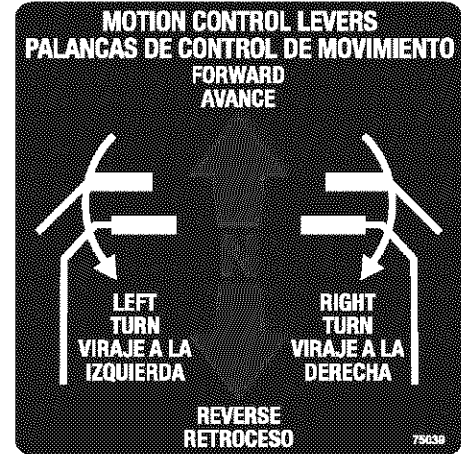 MOTION CONTROL LEVERS
PALANCAS DE CONTROL DE MOVIMIENTO
FORWARD
AVANCE
N
LEFT
TURN
VIRAJE A LA
IZQUIERDA
RIGHT
TURN
VIRAJE A LA
DERECHA
REVERSE
RETROCESO
75039